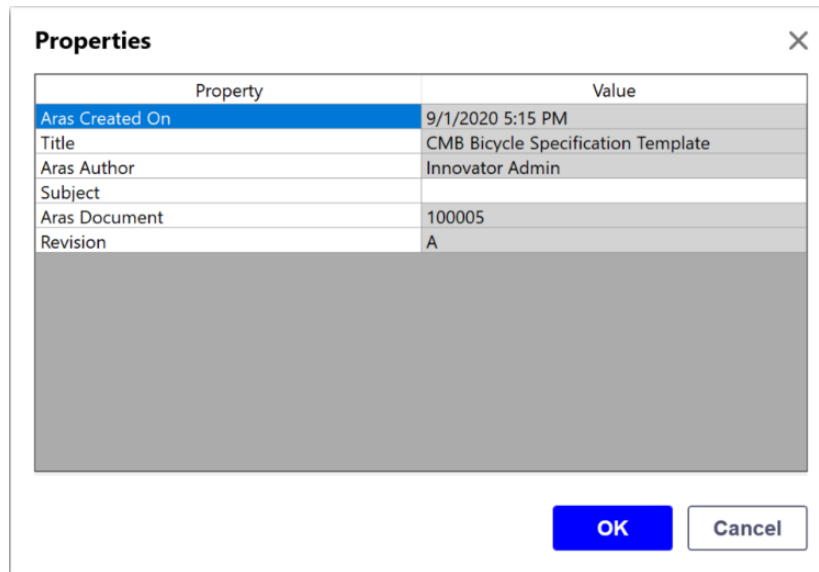 Properties
Property Value
Aras Created On 9/1/2020 5:15 PM
Title CMB Bicycle Specification Template
Aras Author Innovator Admin
Subject
Aras Document 100005
Revision A
OK Cancel